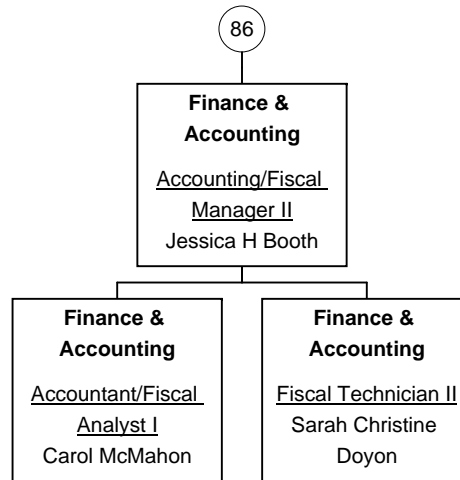 86
Finance &
Accounting
Accounting/Fiscal
Manager II
Jessica H Booth
Finance &
Accounting
Accountant/Fiscal
Analyst I
Carol McMahon
Finance &
Accounting
Fiscal Technician II
Sarah Christine
Doyon